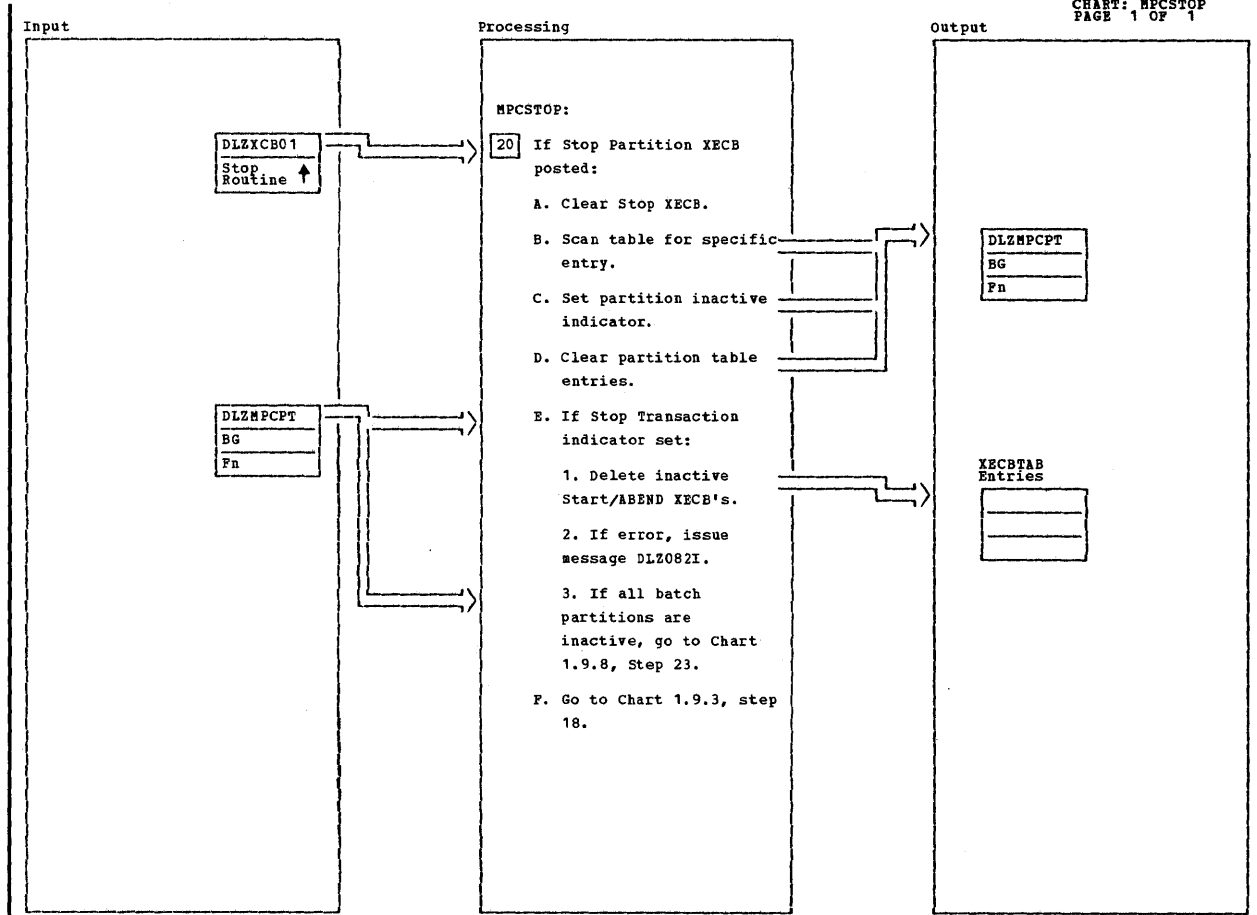 CHART: MPCSTOP
PAGE 1 OF 1
Input
Processing
Output
DLZXCB01
Stop
Routine
MPCSTOP:
20 If Stop Partition XECB
posted:
A. Clear Stop XECB.
B. Scan table for specific
entry.
C. Set partition inactive
indicator.
D. Clear partition table
entries.
E. If Stop Transaction
indicator set:
1. Delete inactive
Start/ABEND XECB's.
2. If error, issue
message DLZ082I.
3. If all batch
partitions are
inactive, go to Chart
1.9.8, Step 23.
F. Go to Chart 1.9.3, step
18.
DLZMPCPT
BG
Fn
DLZMPCPT
BG
Fn
XECBTAB
Entries